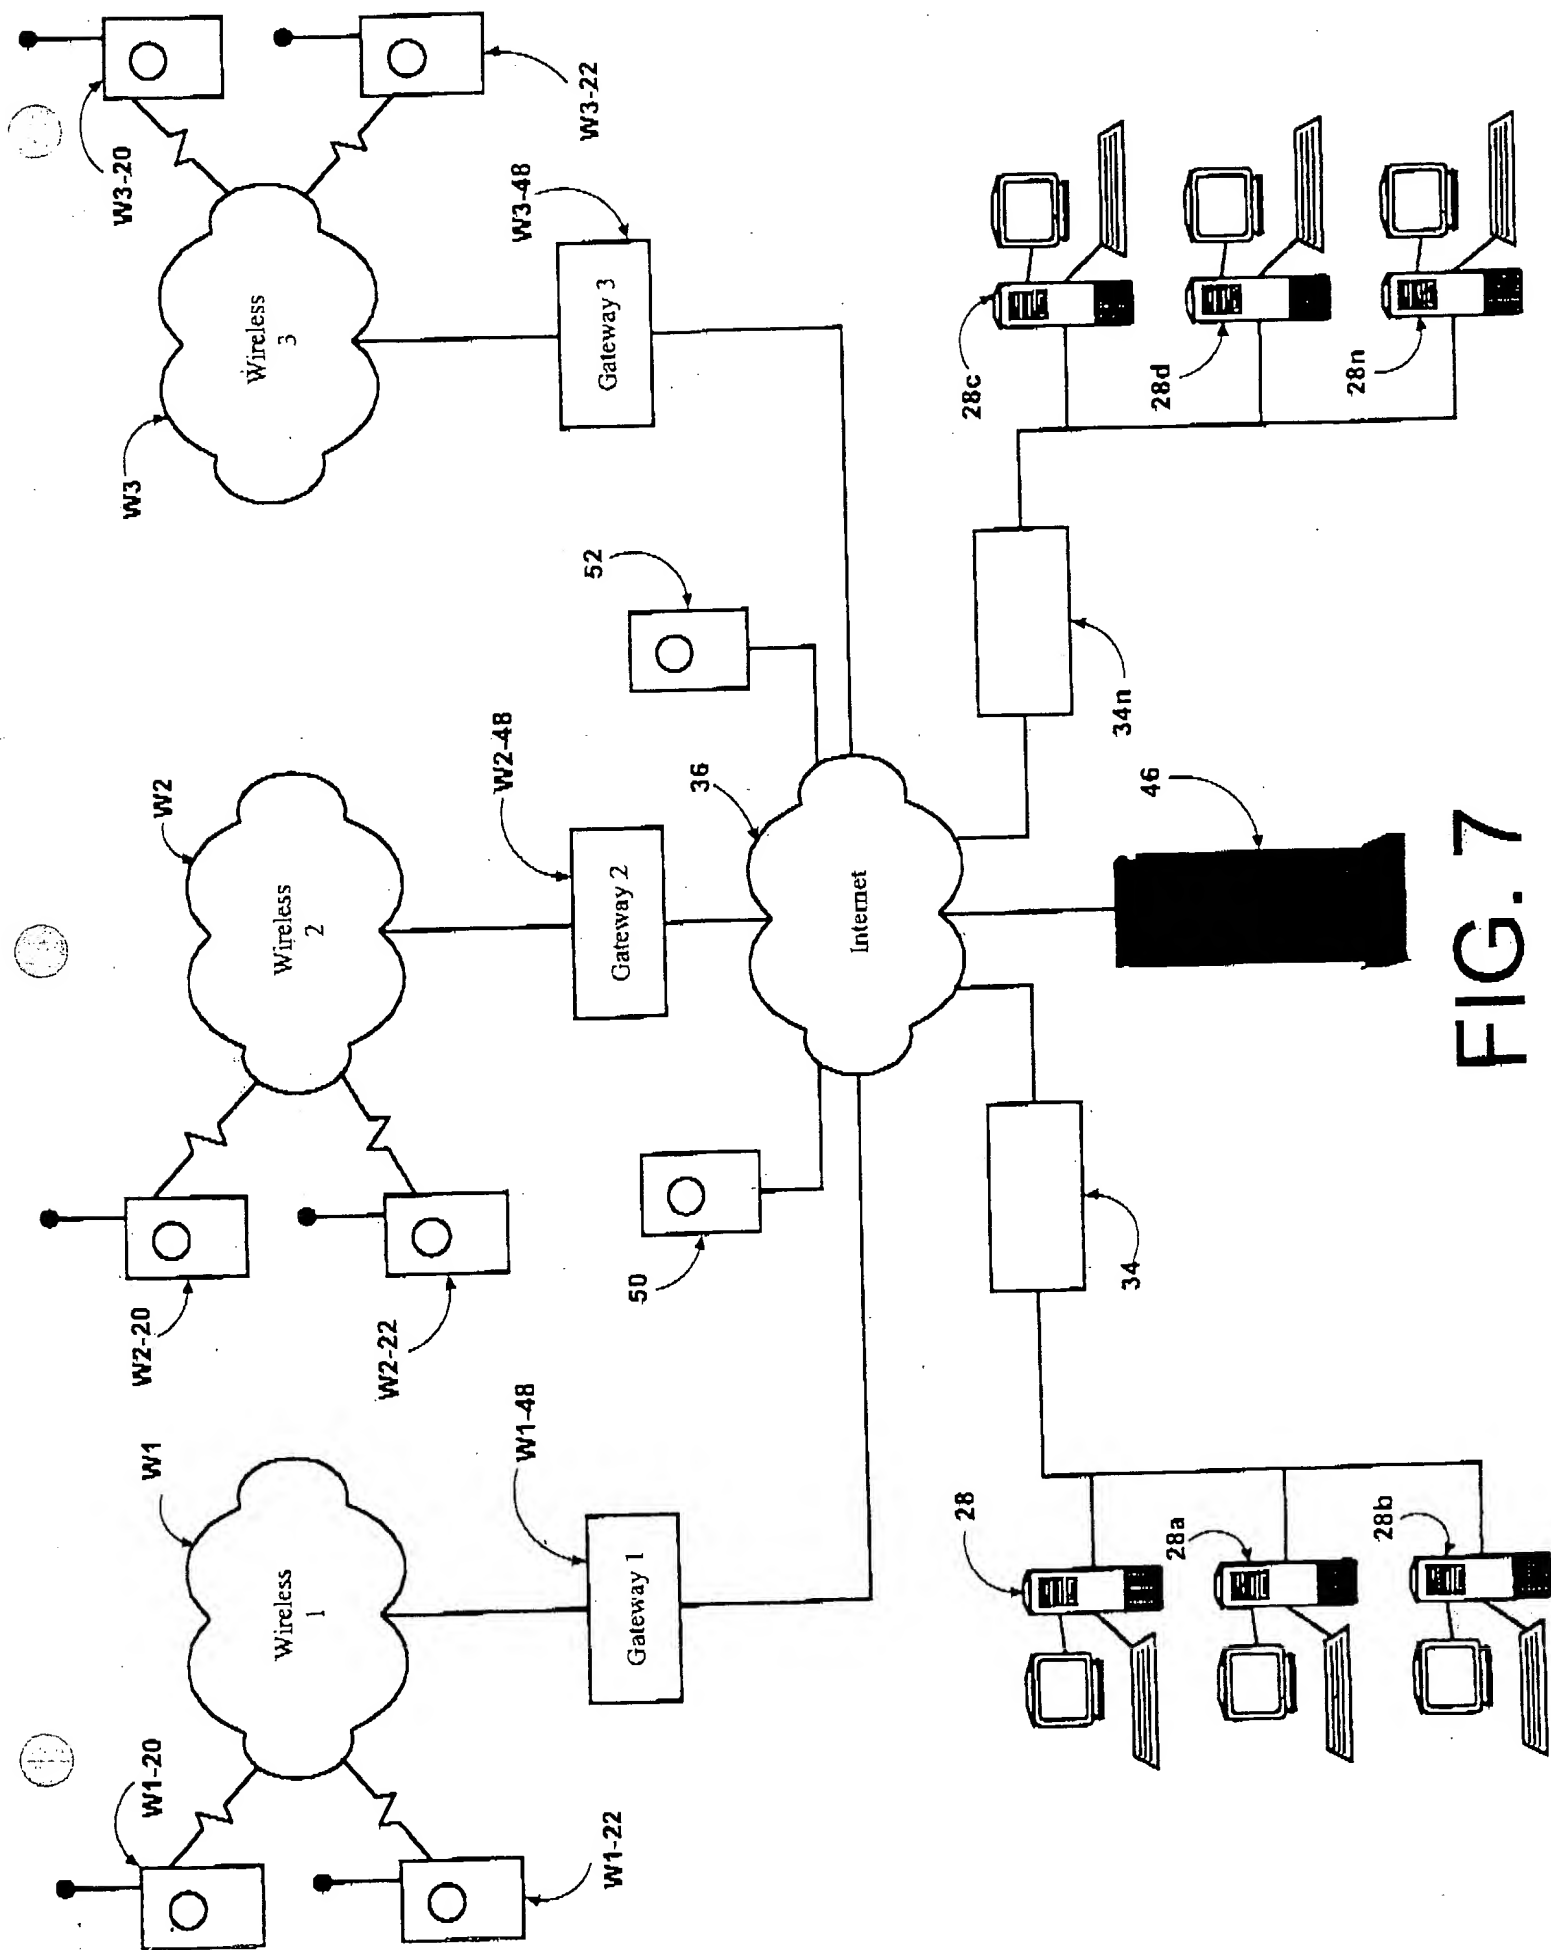 W1-20
W1-22
W1
Wireless
1
W1-48
Gateway 1
W2-20
W2-22
W2
Wireless
2
W2-48
Gateway 2
W3
Wireless
3
W3-20
W3-22
W3-48
Gateway 3
50
52
36
Internet
28
28a
28b
34
46
34n
28c
28d
28n
FIG. 7